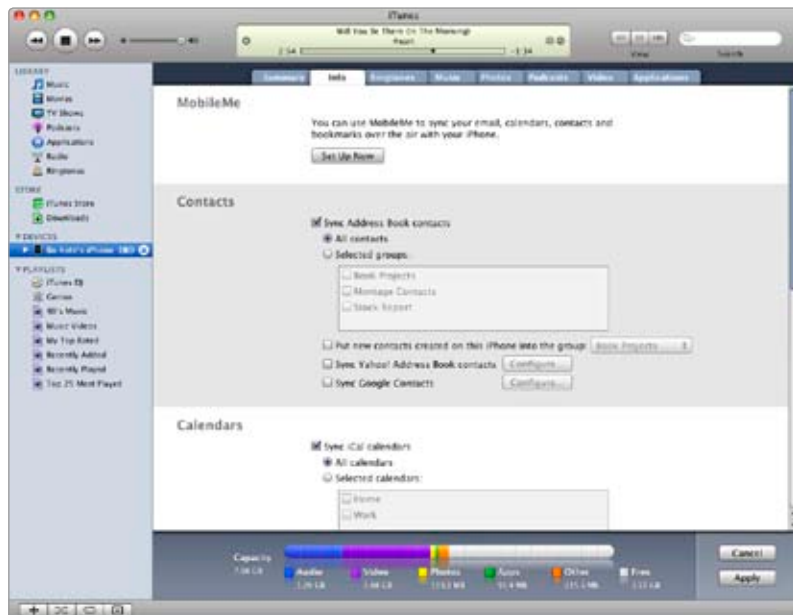 iTunes
Will You Be There (In The Morning)
Heart
View
Search
LIBRARY
Music
Movies
TV Shows
Podcasts
Applications
Radio
Ringtones
STORE
iTunes Store
Downloads
DEVICES
PLAYLISTS
iTunes DJ
Genius
90's Music
Music Videos
My Top Rated
Recently Added
Recently Played
Top 25 Most Played
Summary Info Ringtones Music Photos Podcasts Video Applications
MobileMe
You can use MobileMe to sync your email, calendars, contacts and
bookmarks over the air with your iPhone.
Set Up Now
Contacts
Sync Address Book contacts
All contacts
Selected groups:
Book Projects
Montage Contacts
Stock Report
Put new contacts created on this iPhone into the group: Book Projects
Sync Yahoo! Address Book contacts Configure...
Sync Google Contacts Configure...
Calendars
Sync iCal calendars
All calendars
Selected calendars:
Home
Work
Capacity
Audio Video Photos Apps Other Free
Cancel
Apply